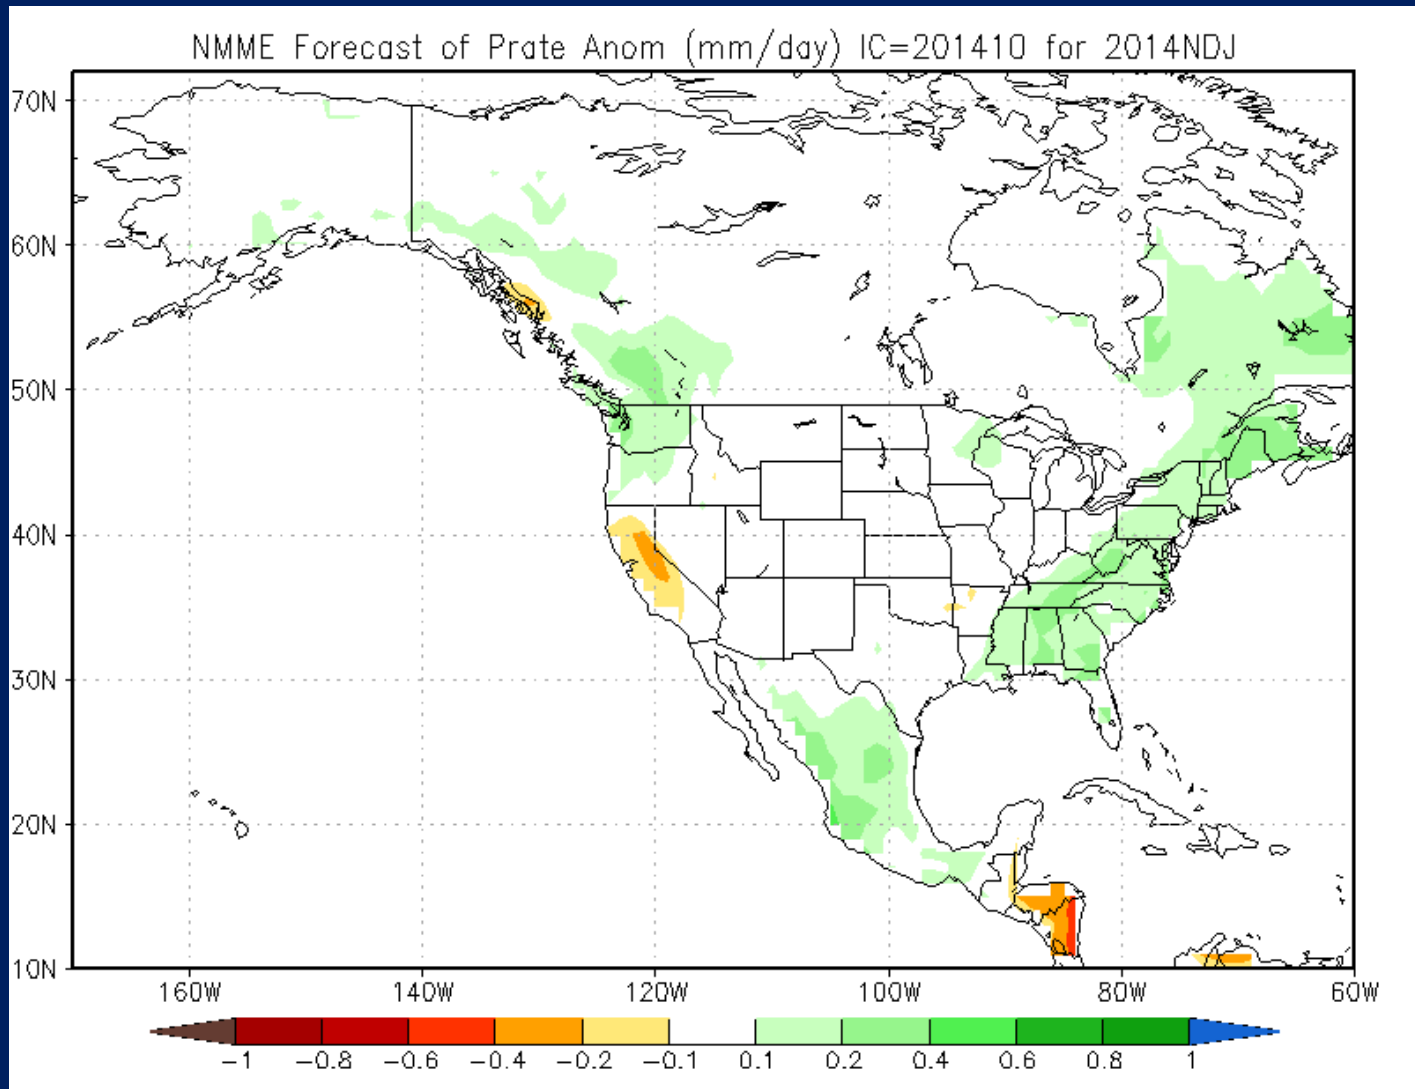 NMME Forecast of Prate Anom (mm/day) IC=201410 for 2014NDJ
70N
60N
50N
40N
30N
20N
10N
160W 140W 120W 100W 80W 60W
−1 −0.8 −0.6 −0.4 −0.2 −0.1 0.1 0.2 0.4 0.6 0.8 1